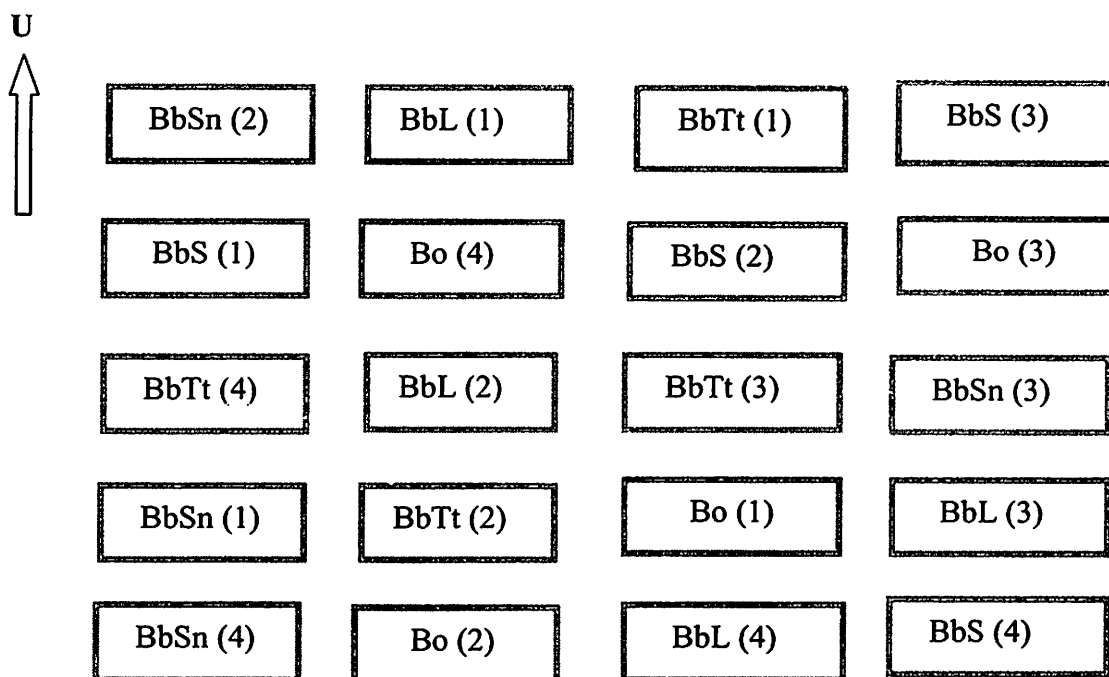 U
BbSn (2) BbL (1) BbTt (1) BbS (3)
BbS (1) Bo (4) BbS (2) Bo (3)
BbTt (4) BbL (2) BbTt (3) BbSn (3)
BbSn (1) BbTt (2) Bo (1) BbL (3)
BbSn (4) Bo (2) BbL (4) BbS (4)